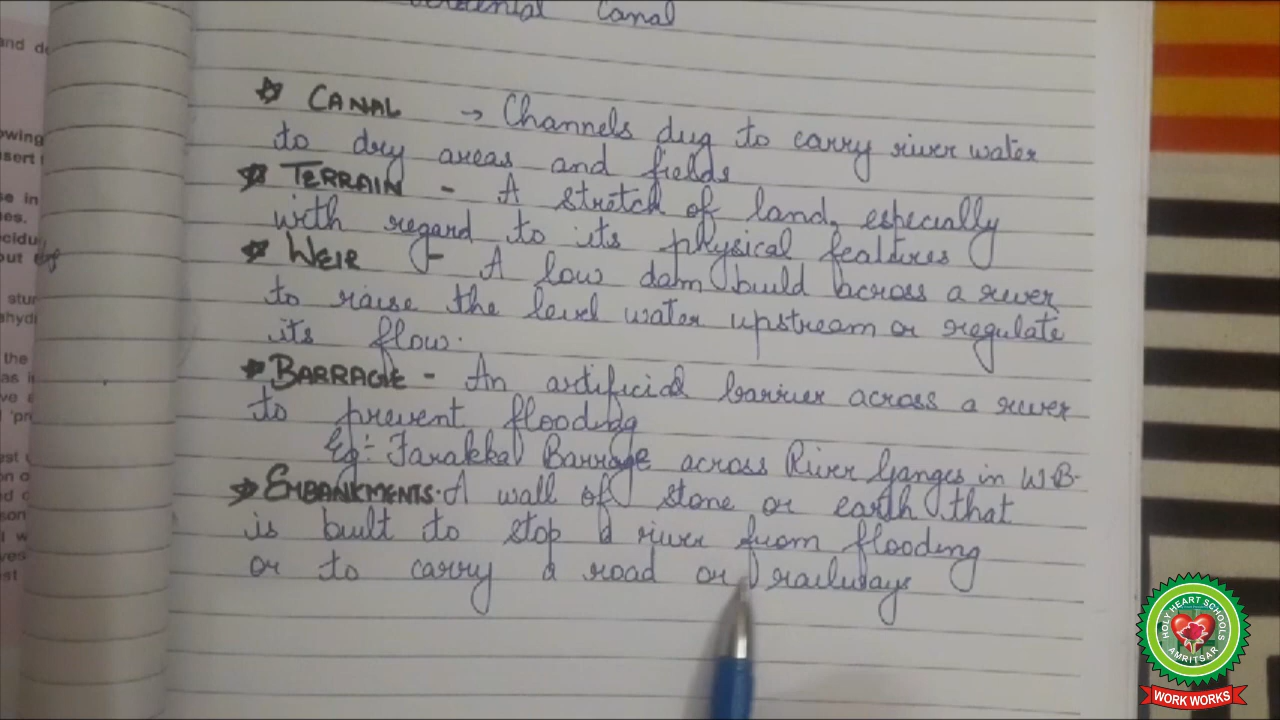 Canal
☆ CANAL → Channels dug to carry river water
to dry areas and fields
☆ TERRAIN - A stretch of land, especially
with regard to its physical features
★ WEIR - A low dam build across a river
to raise the level water upstream or regulate
its flow.
★ BARRAGE - An artificial barrier across a river
to prevent flooding
Eg:- Farakka Barrage across River Ganges in W.B.
★ EMBANKMENTS. A wall of stone or earth that
is built to stop a river from flooding
or to carry a road or railways
and
owing
the
HOLY HEART SCHOOLS
AMRITSAR
WORK WORKS